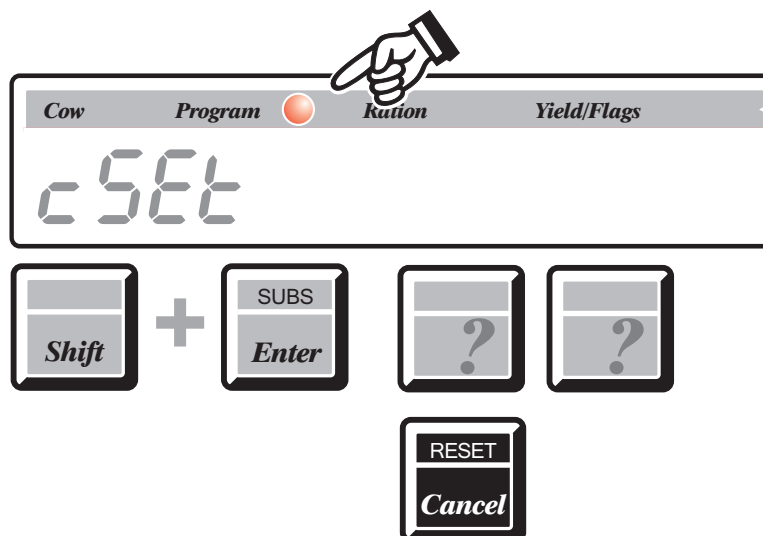 Cow Program Ration Yield/Flags
cSEt
Shift + SUBS Enter ? ?
RESET
Cancel